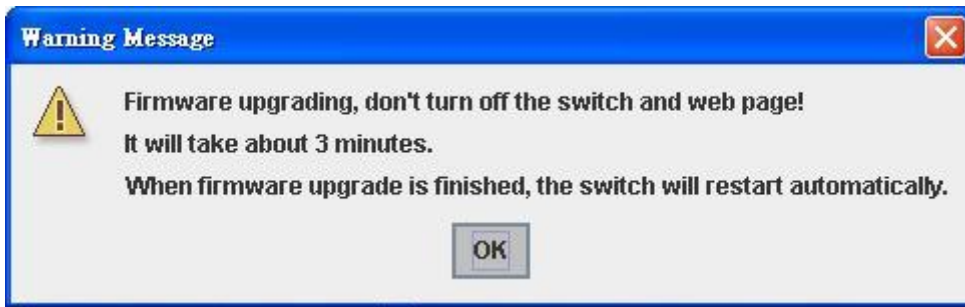 Warning Message
Firmware upgrading, don't turn off the switch and web page!
It will take about 3 minutes.
When firmware upgrade is finished, the switch will restart automatically.
OK